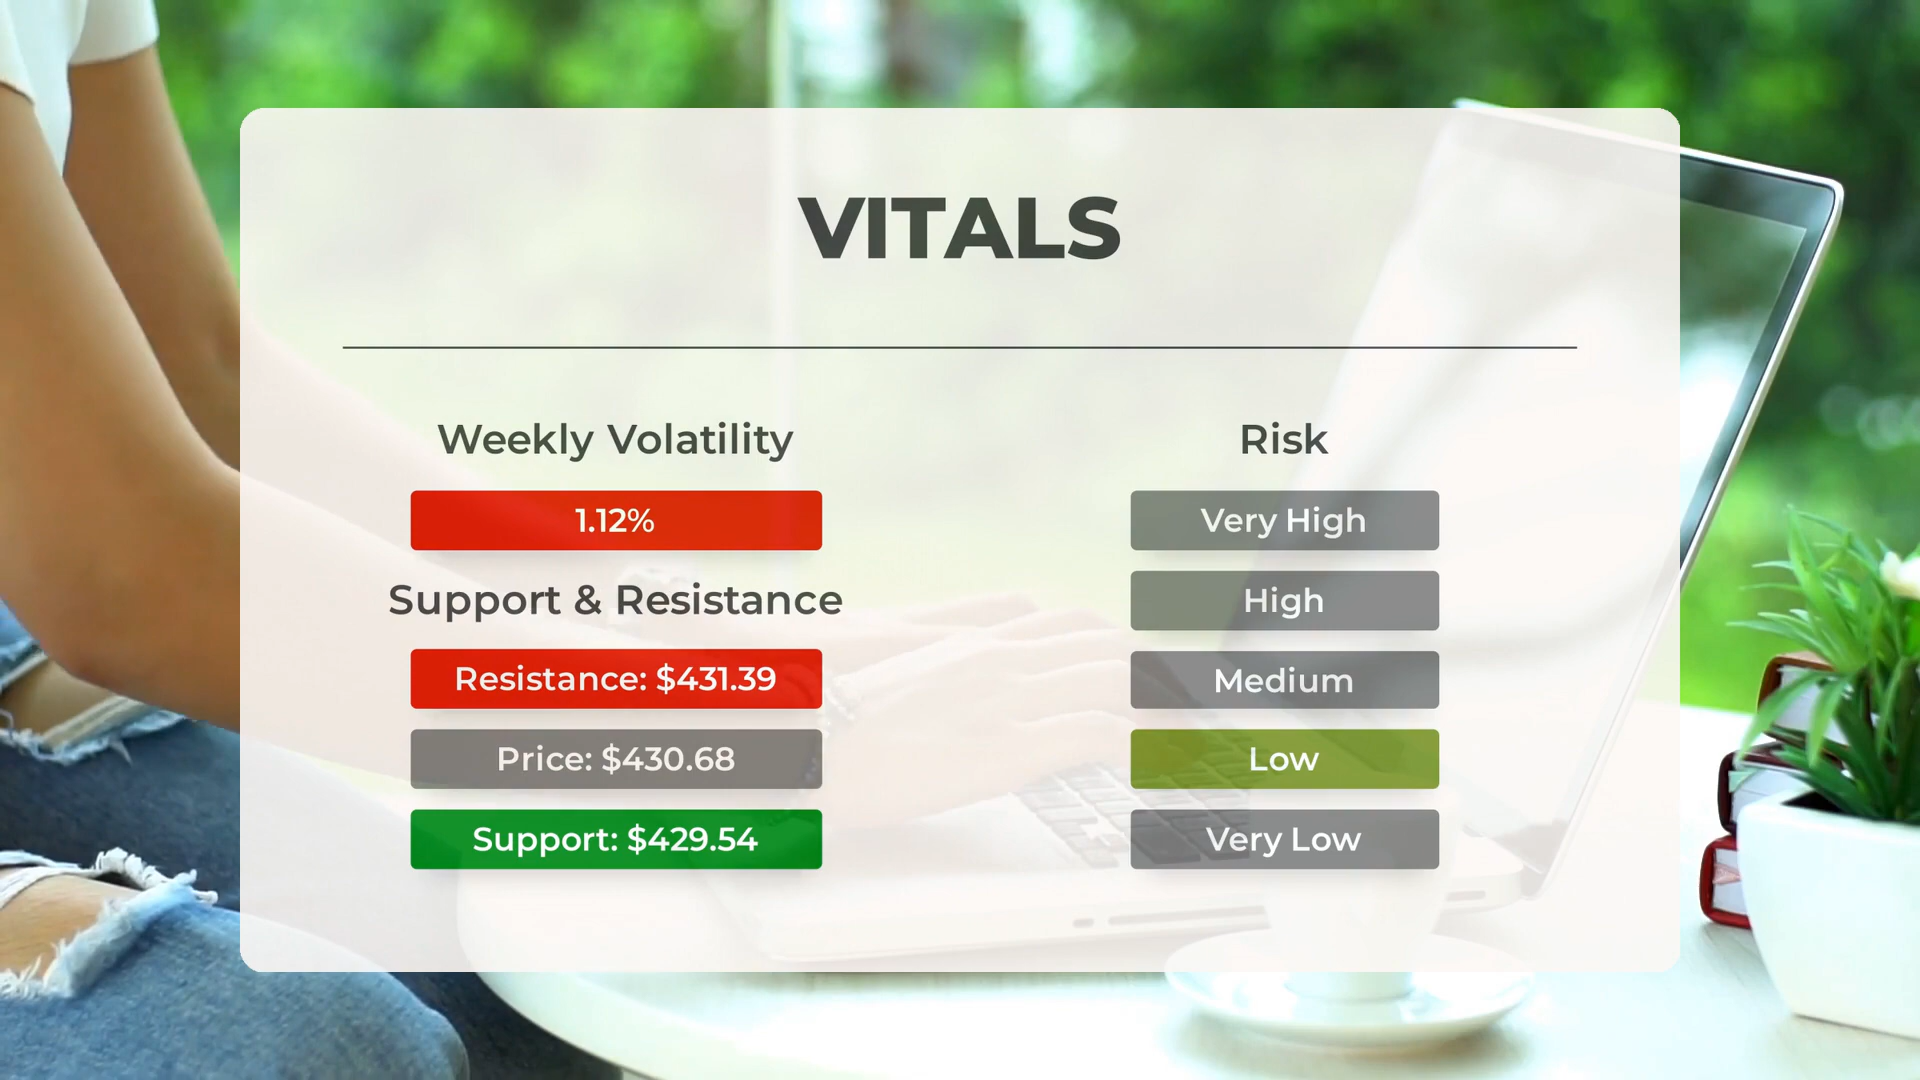 VITALS
Weekly Volatility
1.12%
Support & Resistance
Resistance: $431.39
Price: $430.68
Support: $429.54
Risk
Very High
High
Medium
Low
Very Low